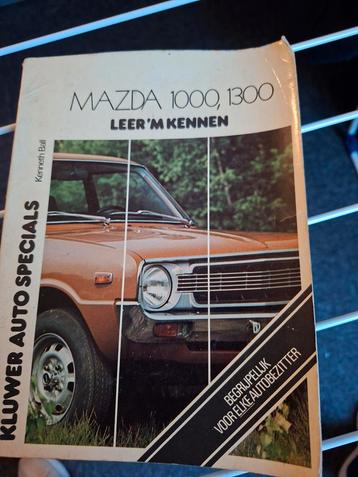 MAZDA 1000, 1300
LEER'M KENNEN
Kenneth Ball
KLUWER AUTO SPECIALS
BEGRIJPELIJK
VOOR ELKE AUTOBEZITTER